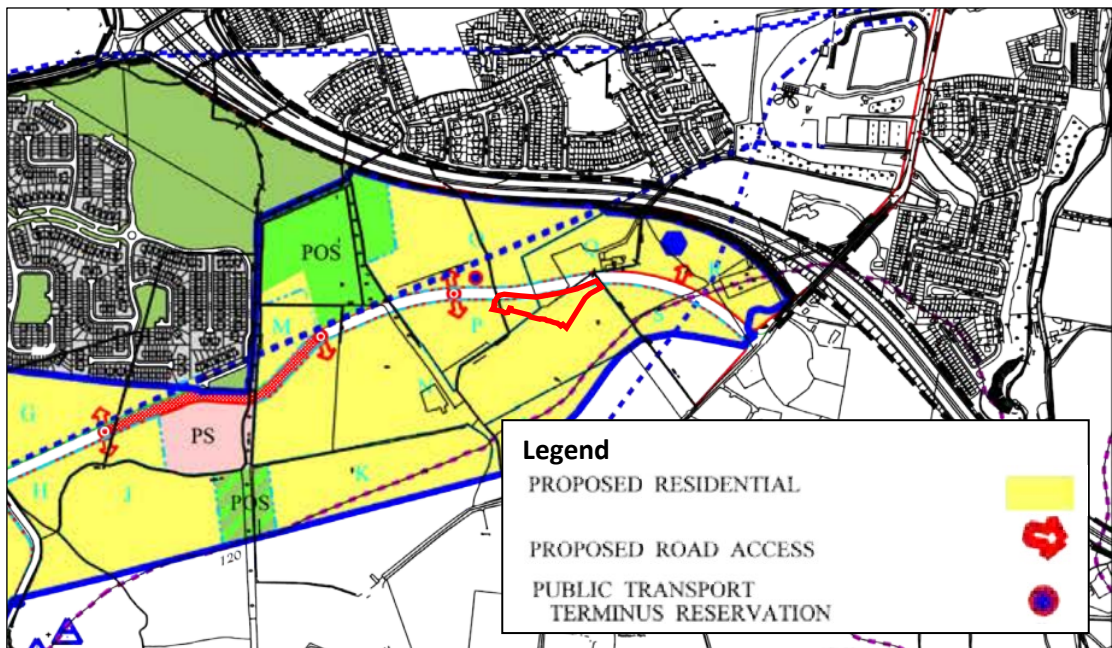 POS
Q
O
R
M
P
S
N
G
PS
H
J
K
POS
120
Legend
PROPOSED RESIDENTIAL
PROPOSED ROAD ACCESS
PUBLIC TRANSPORT
TERMINUS RESERVATION